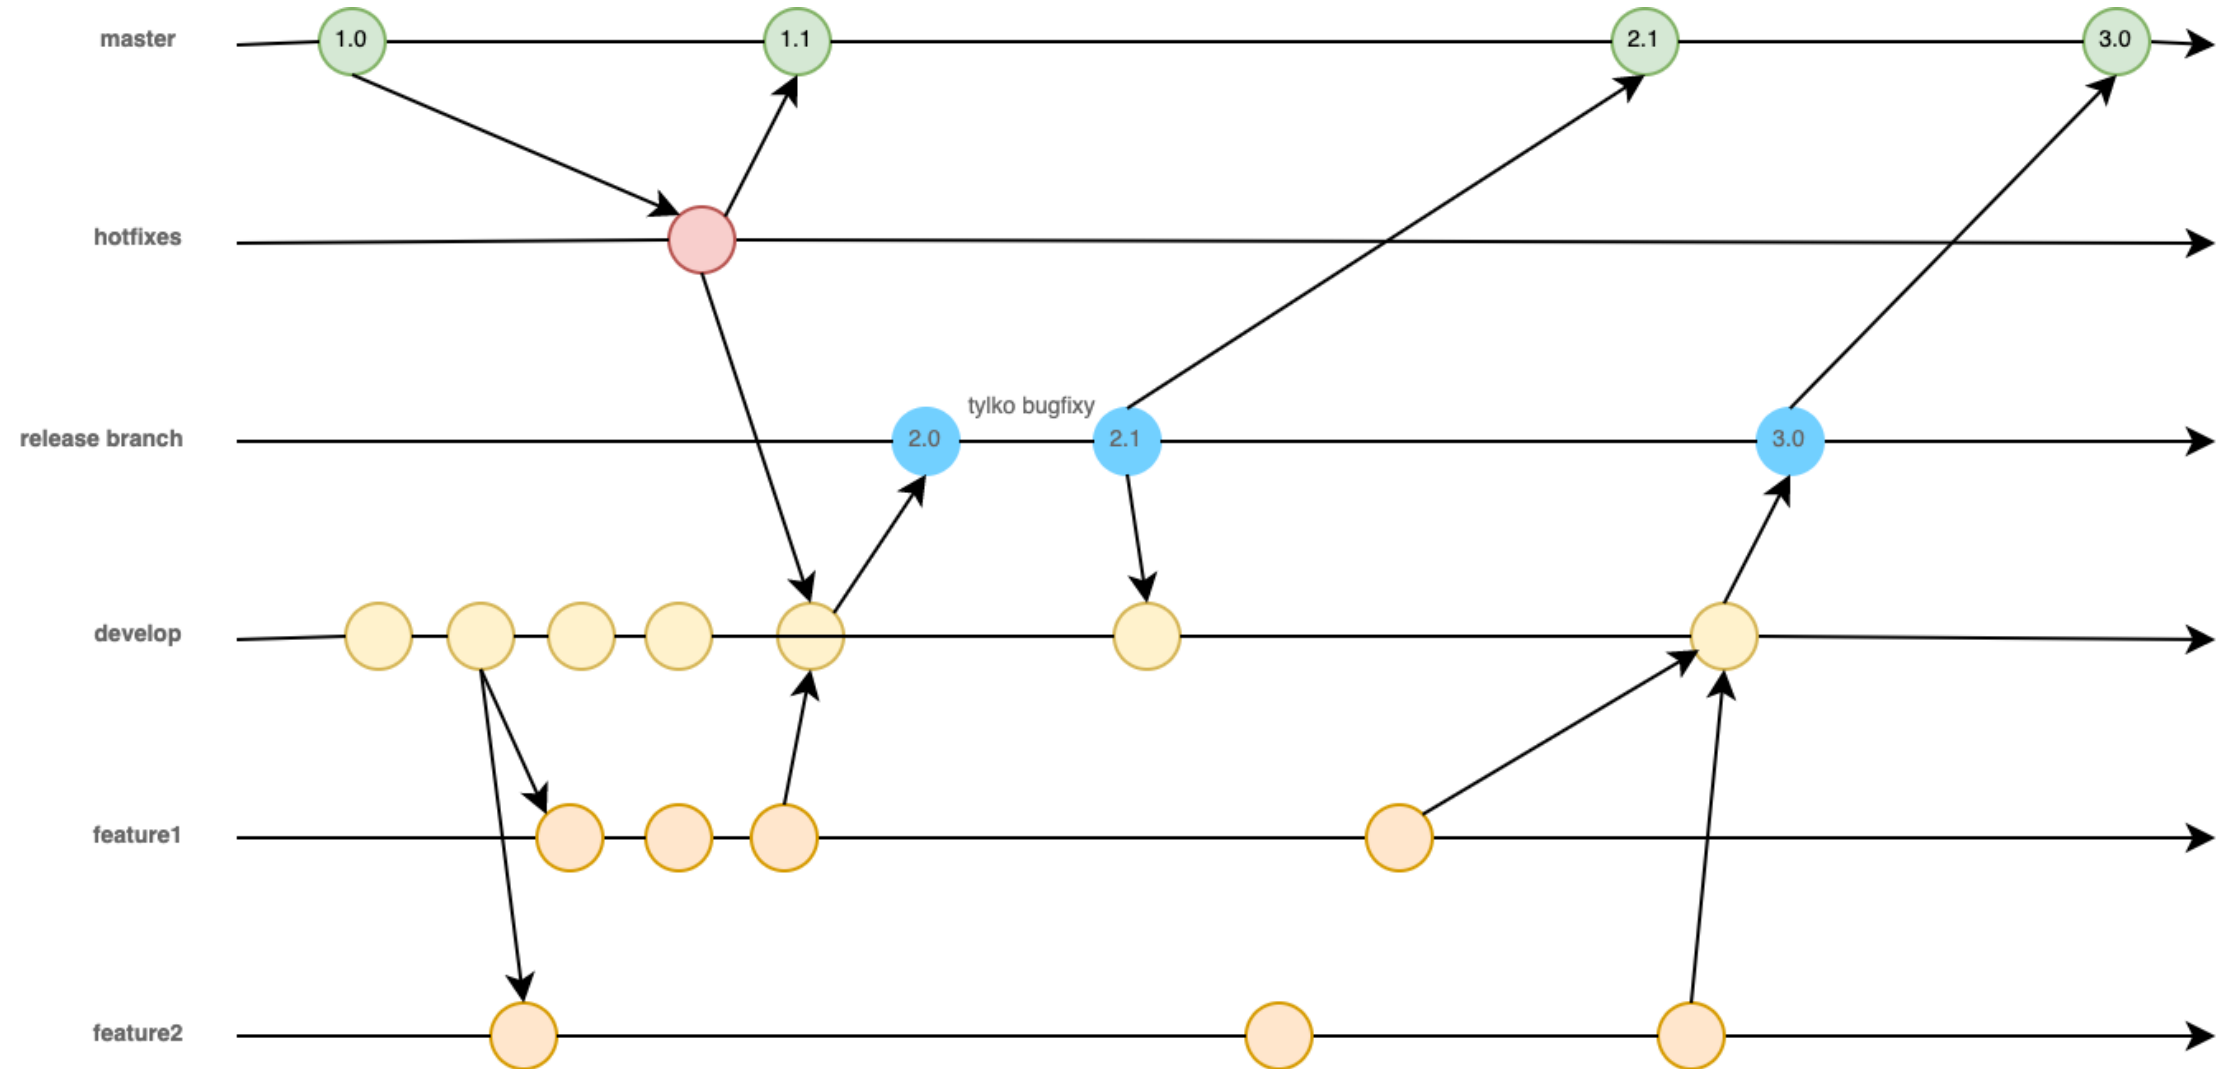 master
1.0
1.1
2.1
3.0
hotfixes
tylko bugfixy
release branch
2.0
2.1
3.0
develop
feature1
feature2